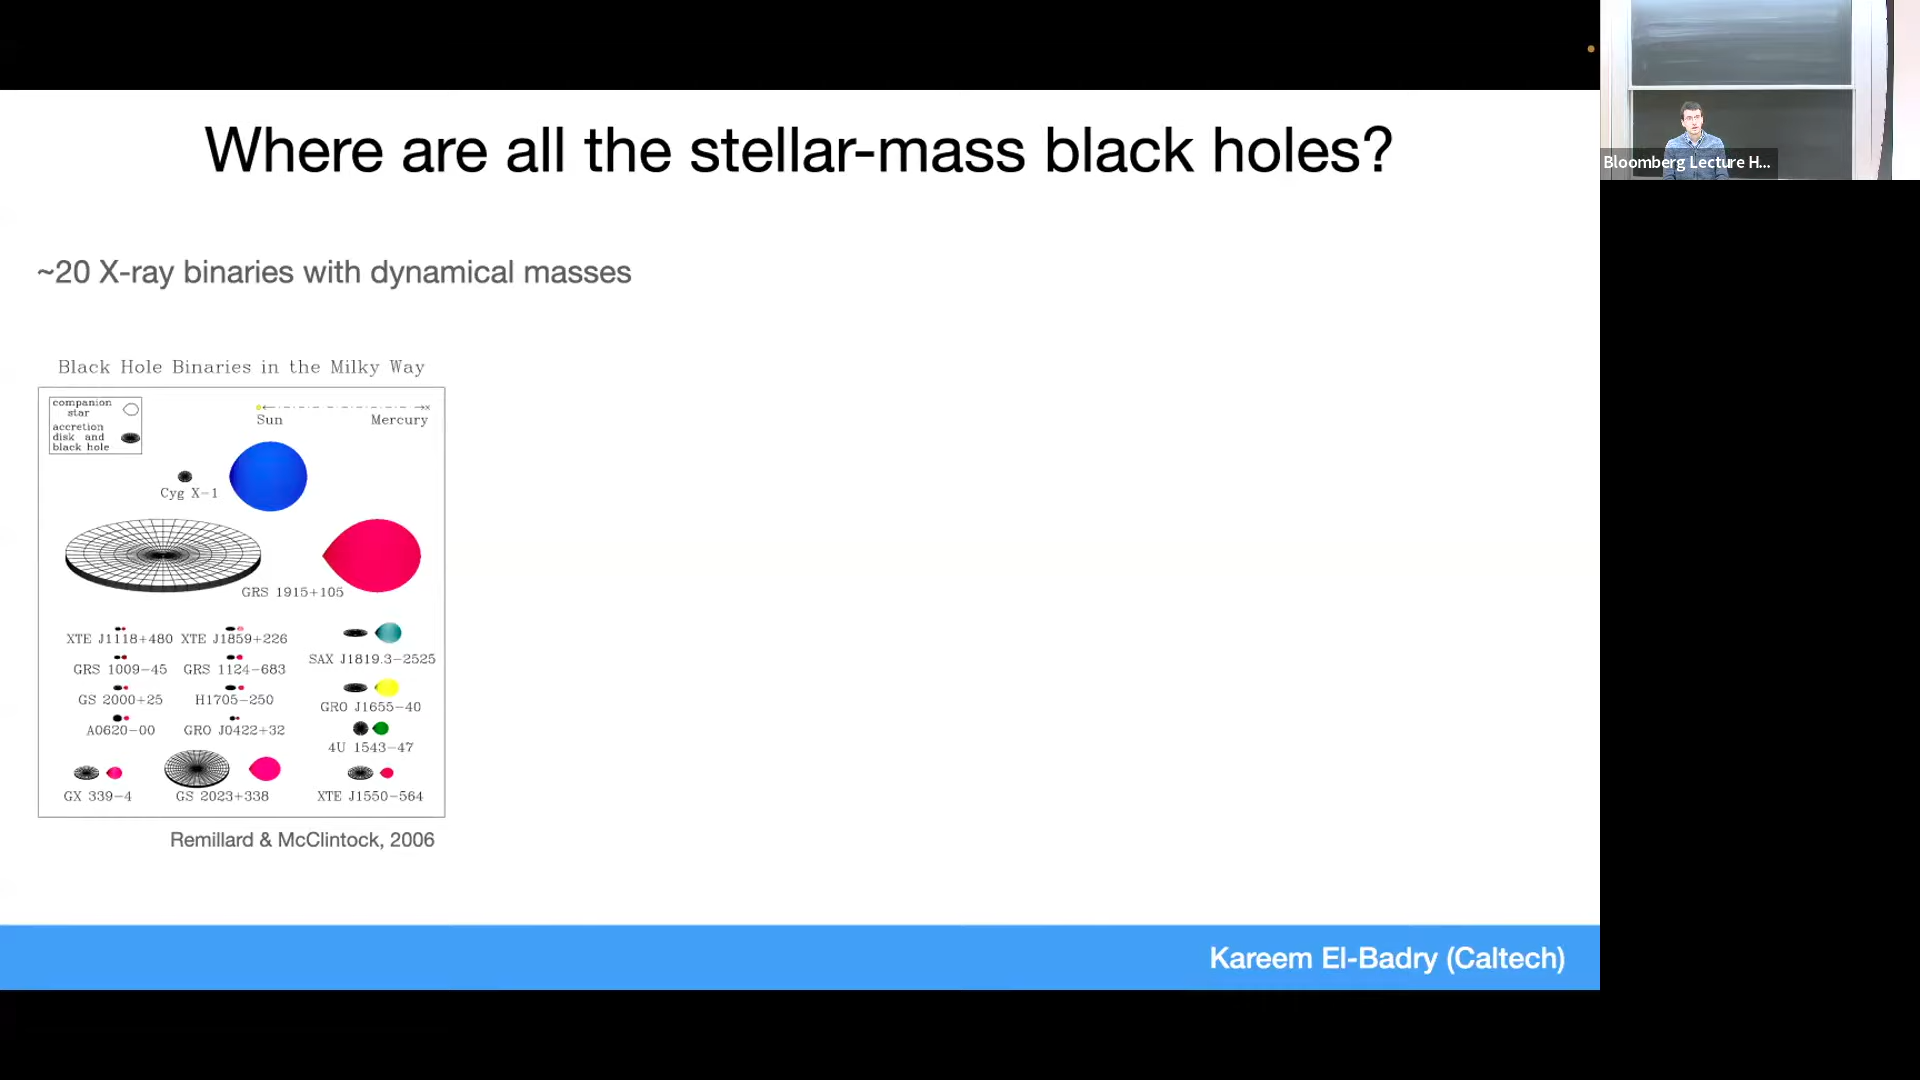 Where are all the stellar-mass black holes?
Bloomberg Lecture H...
~20 X-ray binaries with dynamical masses
Black Hole Binaries in the Milky Way
companion
star
accretion
disk and
black hole
Sun
Mercury
Cyg X-1
GRS 1915+105
XTE J1118+480 XTE J1859+226
SAX J1819.3-2525
GRS 1009-45 GRS 1124-683
GS 2000+25 H1705-250
GRO J1655-40
A0620-00 GRO J0422+32
4U 1543-47
GX 339-4 GS 2023+338 XTE J1550-564
Remillard & McClintock, 2006
Kareem El-Badry (Caltech)